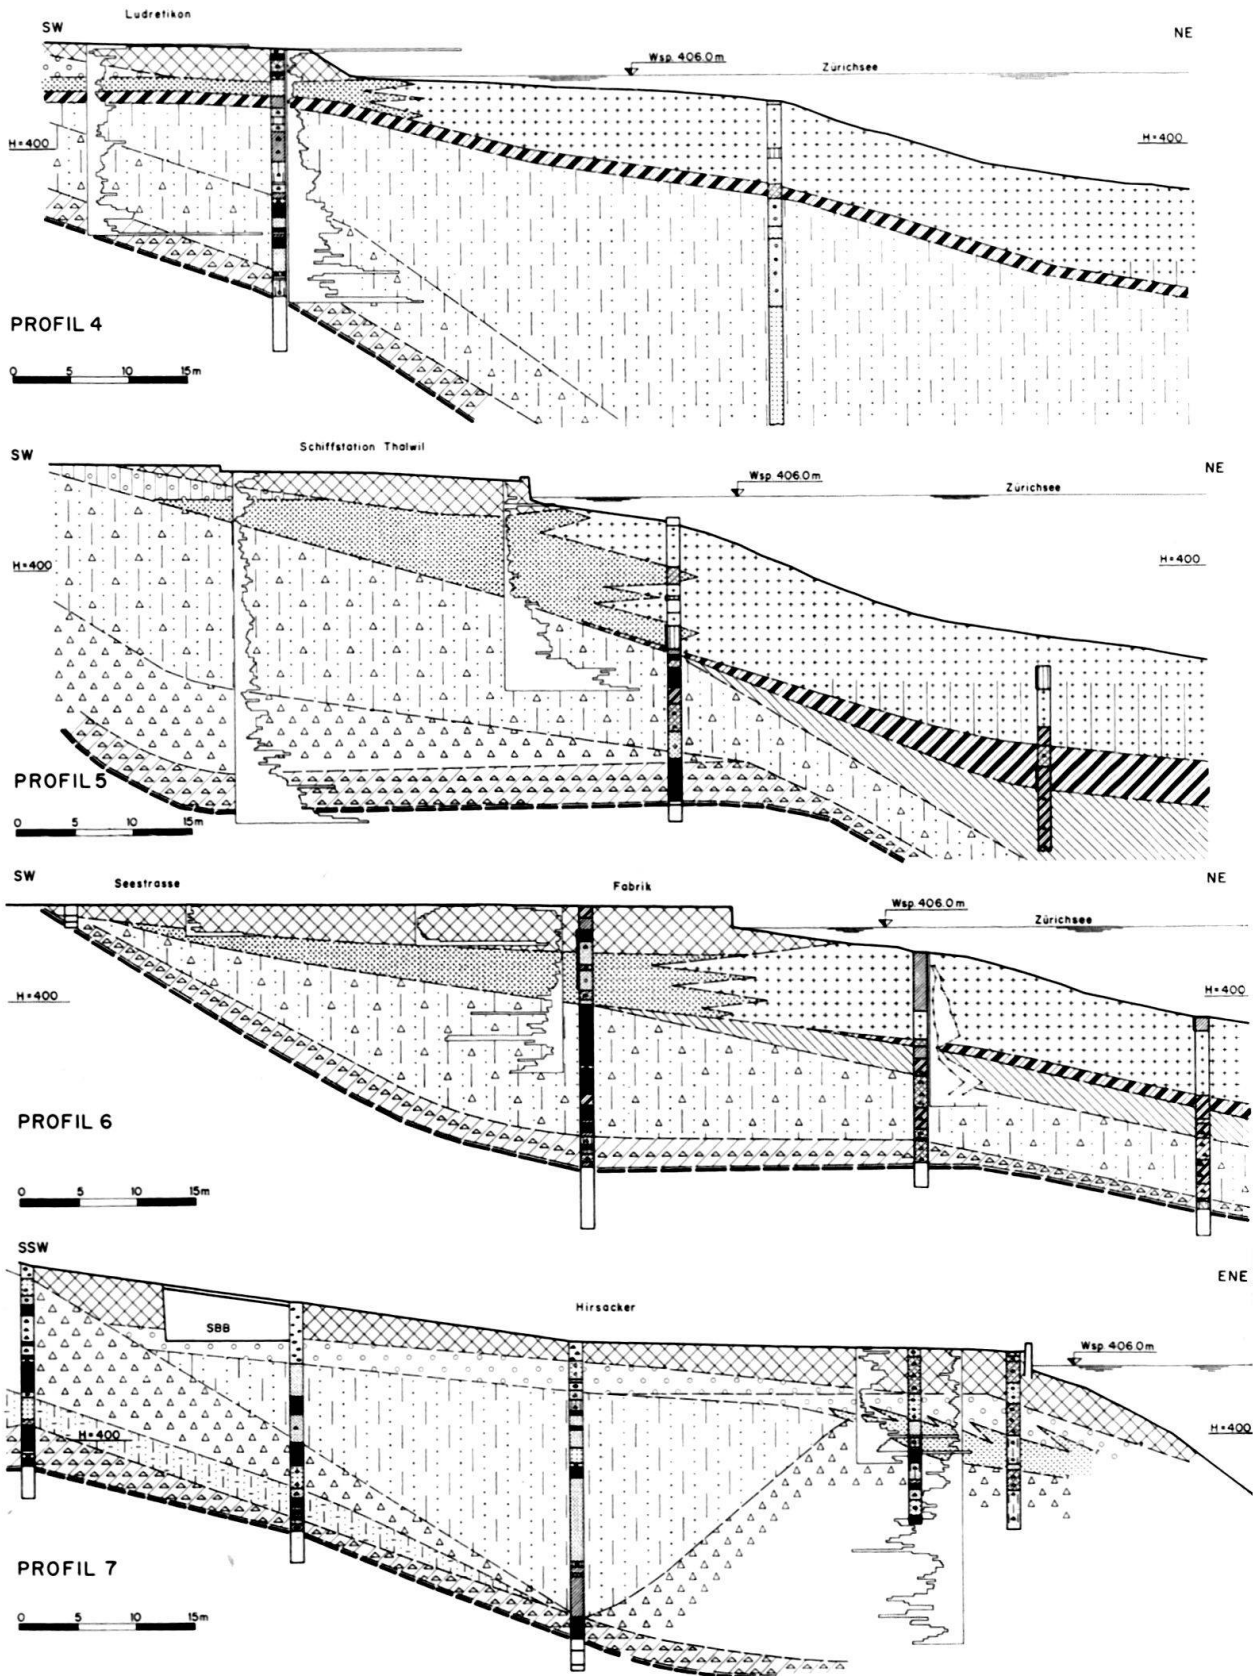 Ludretikon
SW
NE
Wsp. 406.0m
Zürichsee
H=400
H=400
PROFIL 4
0 5 10 15m
Schiffstation Thalwil
SW
NE
Wsp. 406.0m
Zürichsee
H=400
H=400
PROFIL 5
0 5 10 15m
SW
Seestrasse
Fabrik
NE
Wsp. 406.0m
Zürichsee
H=400
H=400
PROFIL 6
0 5 10 15m
SSW
ENE
Hirsacker
SBB
Wsp. 406.0m
H=400
H=400
PROFIL 7
0 5 10 15m